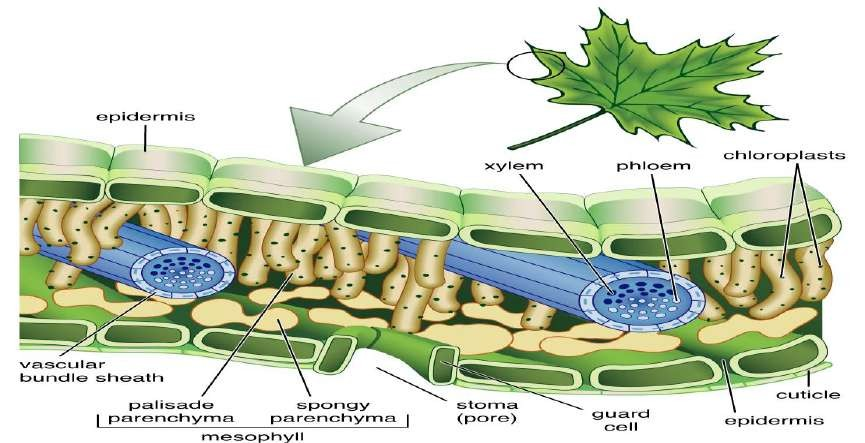 epidermis
xylem
phloem
chloroplasts
vascular
bundle sheath
palisade
parenchyma
spongy
parenchyma
mesophyll
stoma
(pore)
guard
cell
epidermis
cuticle